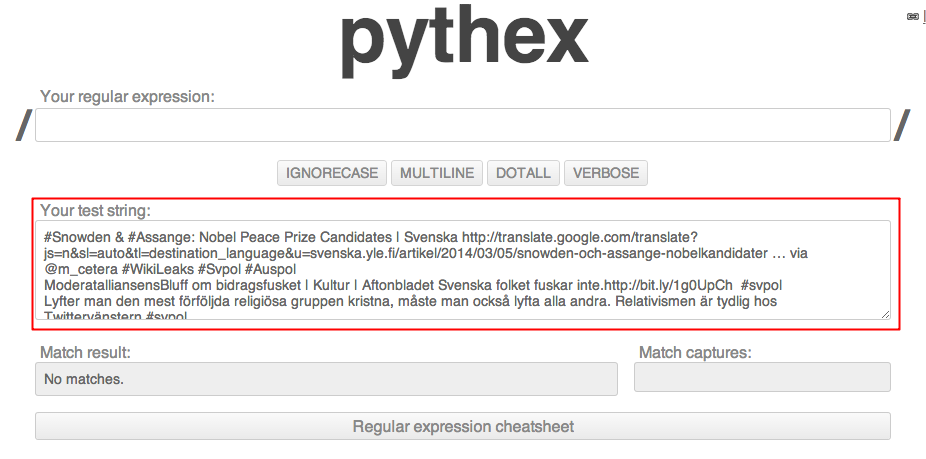 pythex
Your regular expression:
/ /
IGNORECASE MULTILINE DOTALL VERBOSE
Your test string:
#Snowden & #Assange: Nobel Peace Prize Candidates | Svenska http://translate.google.com/translate?
js=n&sl=auto&tl=destination_language&u=svenska.yle.fi/artikel/2014/03/05/snowden-och-assange-nobelkandidater … via
@m_cetera #WikiLeaks #Svpol #Auspol
ModeratalliansensBluff om bidragsfusket | Kultur | Aftonbladet Svenska folket fuskar inte.http://bit.ly/1g0UpCh #svpol
Lyfter man den mest förföljda religiösa gruppen kristna, måste man också lyfta alla andra. Relativismen är tydlig hos
Twittervänstern #svpol
Match result:
Match captures:
No matches.
Regular expression cheatsheet